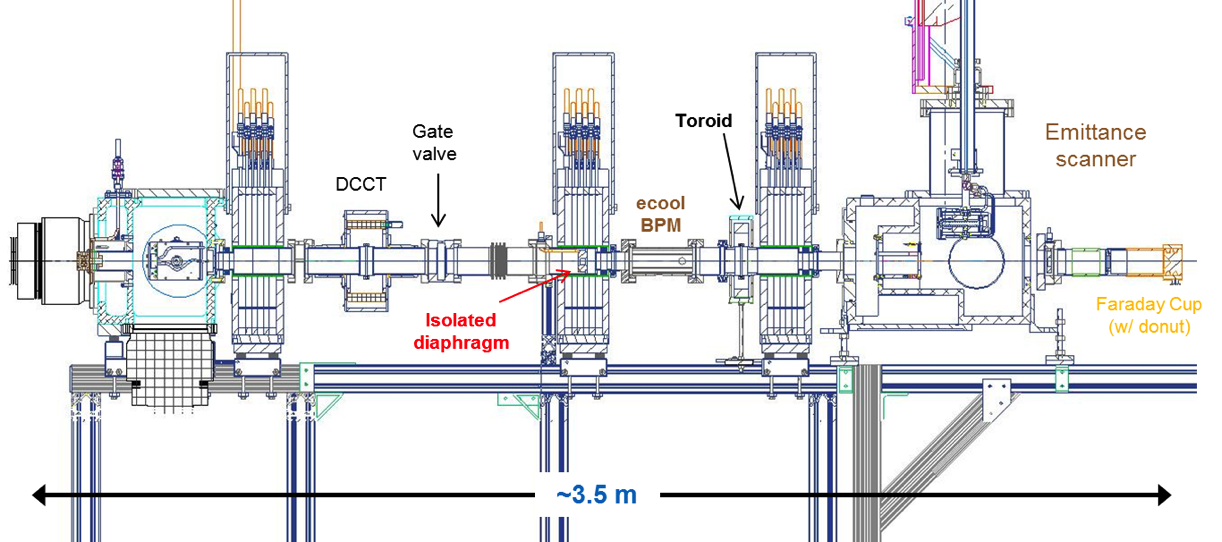 Gate
valve
DCCT
Toroid
ecool
BPM
Emittance
scanner
Isolated
diaphragm
Faraday Cup
(w/ donut)
~3.5 m